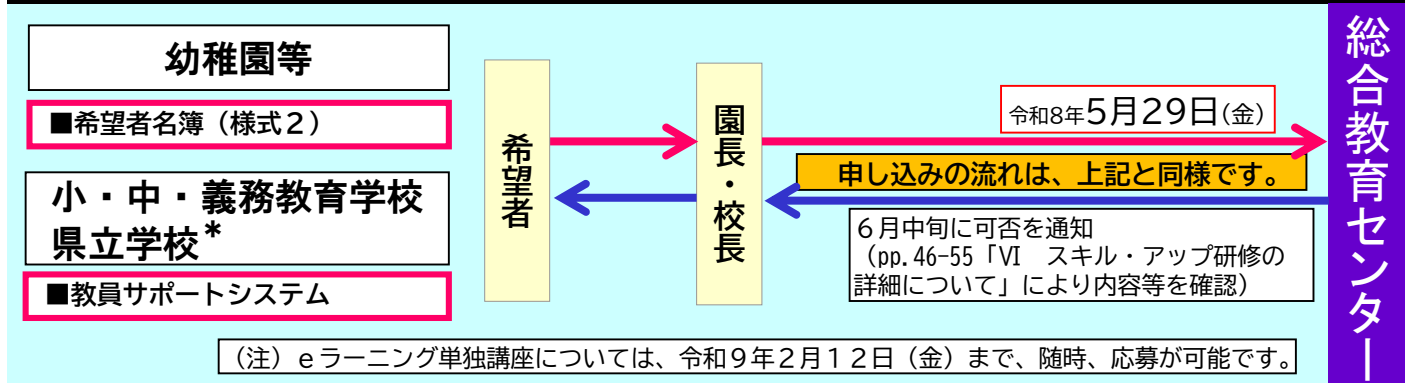 幼稚園等
■希望者名簿（様式２）
小・中・義務教育学校
県立学校*
■教員サポートシステム
希望者
園長・校長
令和8年5月29日(金)
申し込みの流れは、上記と同様です。
６月中旬に可否を通知
（pp.46-55「Ⅵ　スキル・アップ研修の
詳細について」により内容等を確認）
総合教育センター
（注）ｅラーニング単独講座については、令和９年２月１２日（金）まで、随時、応募が可能です。